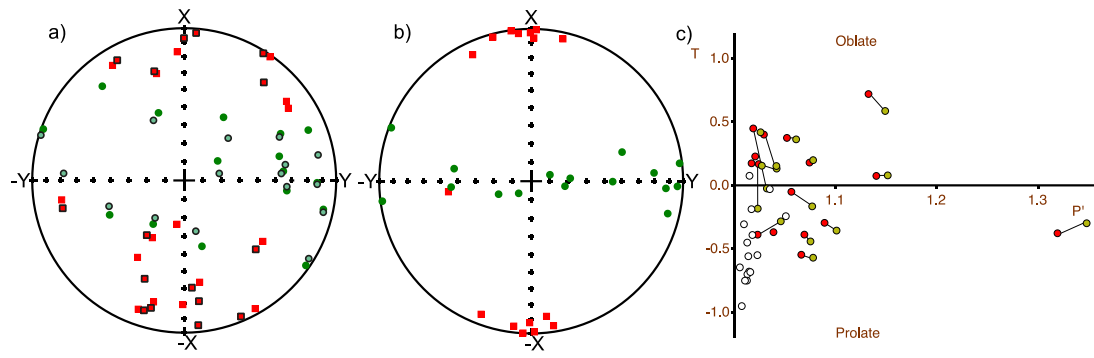 a)
X
-Y
Y
-X
b)
X
-Y
Y
-X
c)
T
Oblate
1.0
0.5
0.0
-0.5
-1.0
1.1
1.2
1.3
P'
Prolate